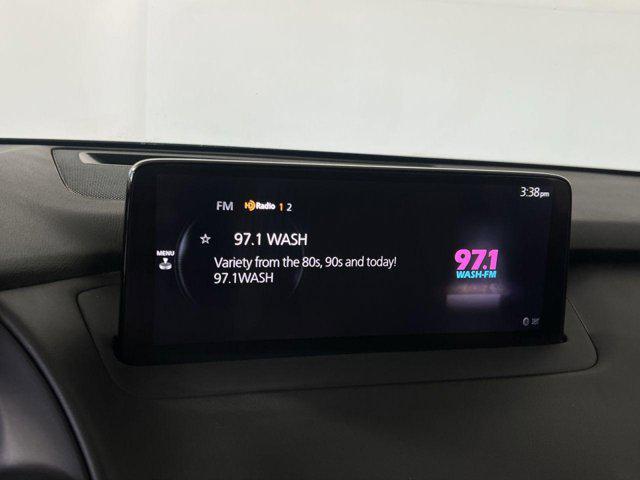 3:38pm
FM HD Radio 1 2
97.1 WASH
MENU
Variety from the 80s, 90s and today!
97.1WASH
97.1
WASH-FM